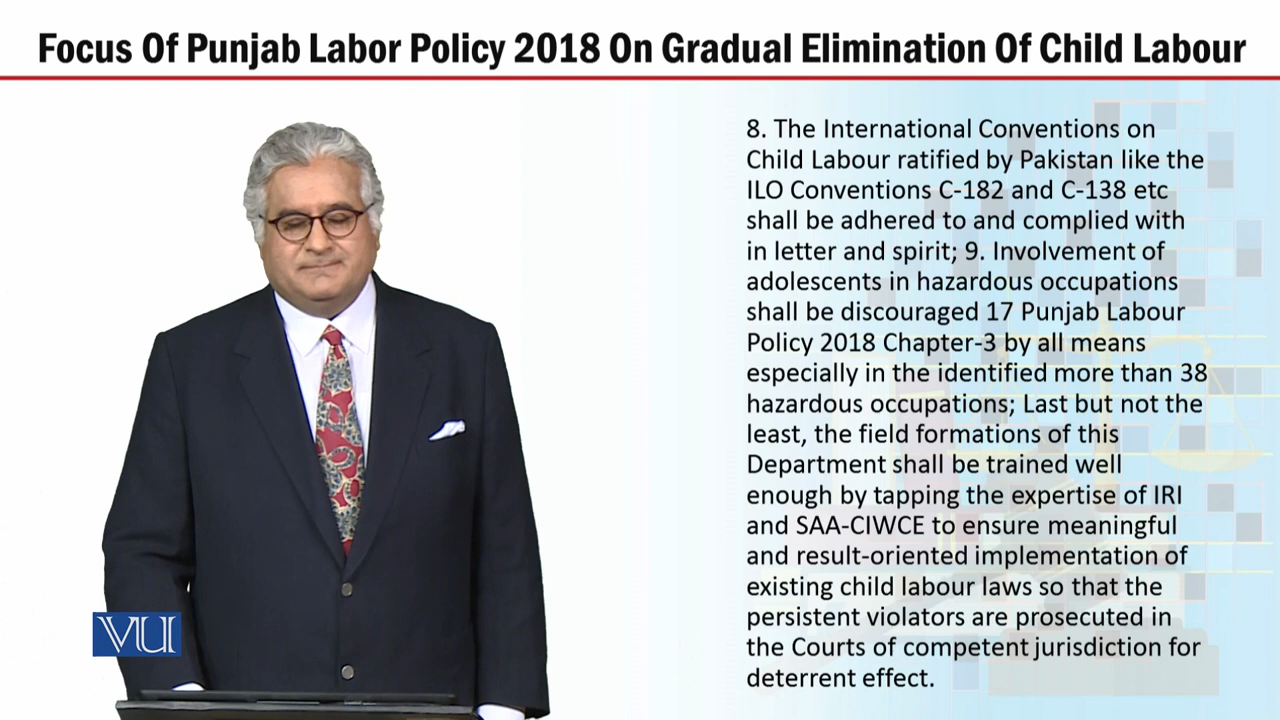 Focus Of Punjab Labor Policy 2018 On Gradual Elimination Of Child Labour
8. The International Conventions on
Child Labour ratified by Pakistan like the
ILO Conventions C-182 and C-138 etc
shall be adhered to and complied with
in letter and spirit; 9. Involvement of
adolescents in hazardous occupations
shall be discouraged 17 Punjab Labour
Policy 2018 Chapter-3 by all means
especially in the identified more than 38
hazardous occupations; Last but not the
least, the field formations of this
Department shall be trained well
enough by tapping the expertise of IRI
and SAA-CIWCE to ensure meaningful
and result-oriented implementation of
existing child labour laws so that the
persistent violators are prosecuted in
the Courts of competent jurisdiction for
deterrent effect.
VU